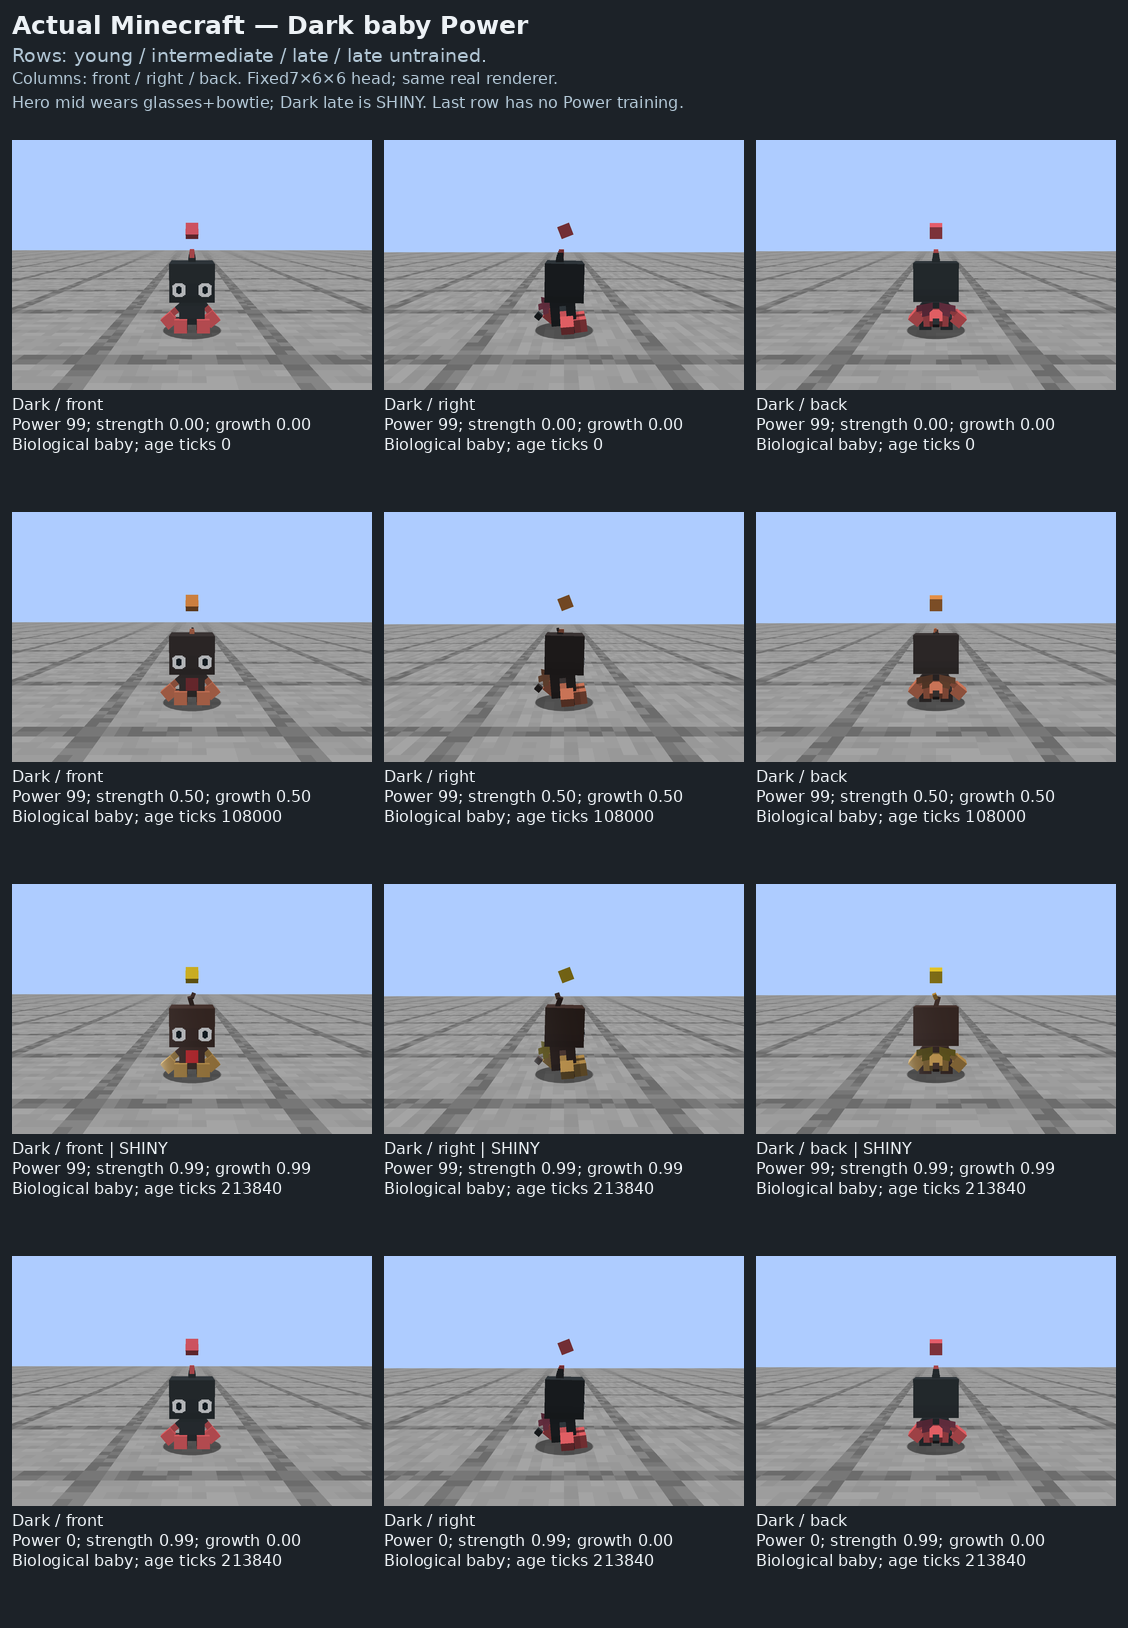 Actual Minecraft — Dark baby Power
Rows: young / intermediate / late / late untrained.
Columns: front / right / back. Fixed7×6×6 head; same real renderer.
Hero mid wears glasses+bowtie; Dark late is SHINY. Last row has no Power training.
Dark / front
Power 99; strength 0.00; growth 0.00
Biological baby; age ticks 0
Dark / right
Power 99; strength 0.00; growth 0.00
Biological baby; age ticks 0
Dark / back
Power 99; strength 0.00; growth 0.00
Biological baby; age ticks 0
Dark / front
Power 99; strength 0.50; growth 0.50
Biological baby; age ticks 108000
Dark / right
Power 99; strength 0.50; growth 0.50
Biological baby; age ticks 108000
Dark / back
Power 99; strength 0.50; growth 0.50
Biological baby; age ticks 108000
Dark / front | SHINY
Power 99; strength 0.99; growth 0.99
Biological baby; age ticks 213840
Dark / right | SHINY
Power 99; strength 0.99; growth 0.99
Biological baby; age ticks 213840
Dark / back | SHINY
Power 99; strength 0.99; growth 0.99
Biological baby; age ticks 213840
Dark / front
Power 0; strength 0.99; growth 0.00
Biological baby; age ticks 213840
Dark / right
Power 0; strength 0.99; growth 0.00
Biological baby; age ticks 213840
Dark / back
Power 0; strength 0.99; growth 0.00
Biological baby; age ticks 213840